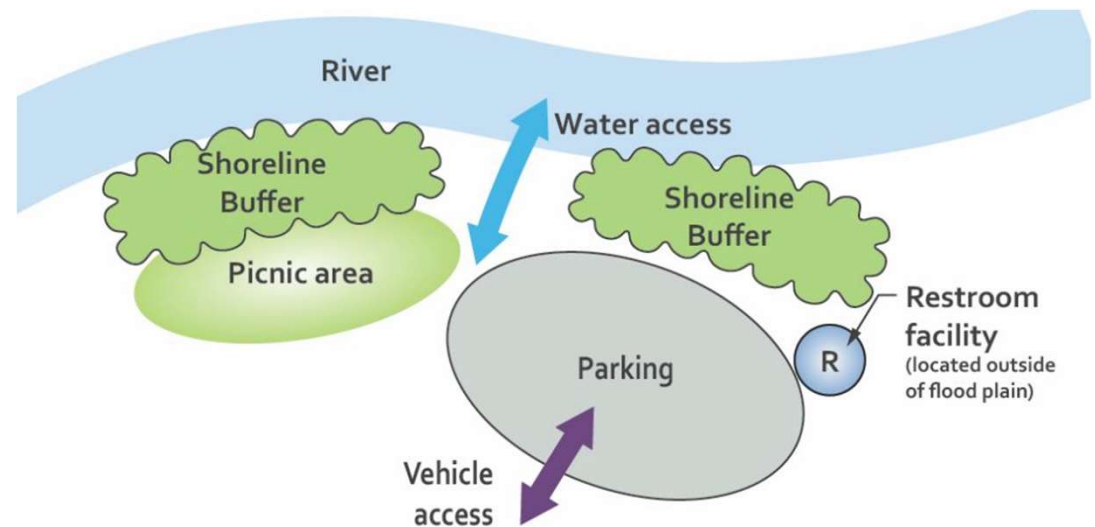 River
Water access
Shoreline
Buffer
Shoreline
Buffer
Picnic area
Restroom
facility
(located outside
of flood plain)
R
Parking
Vehicle
access